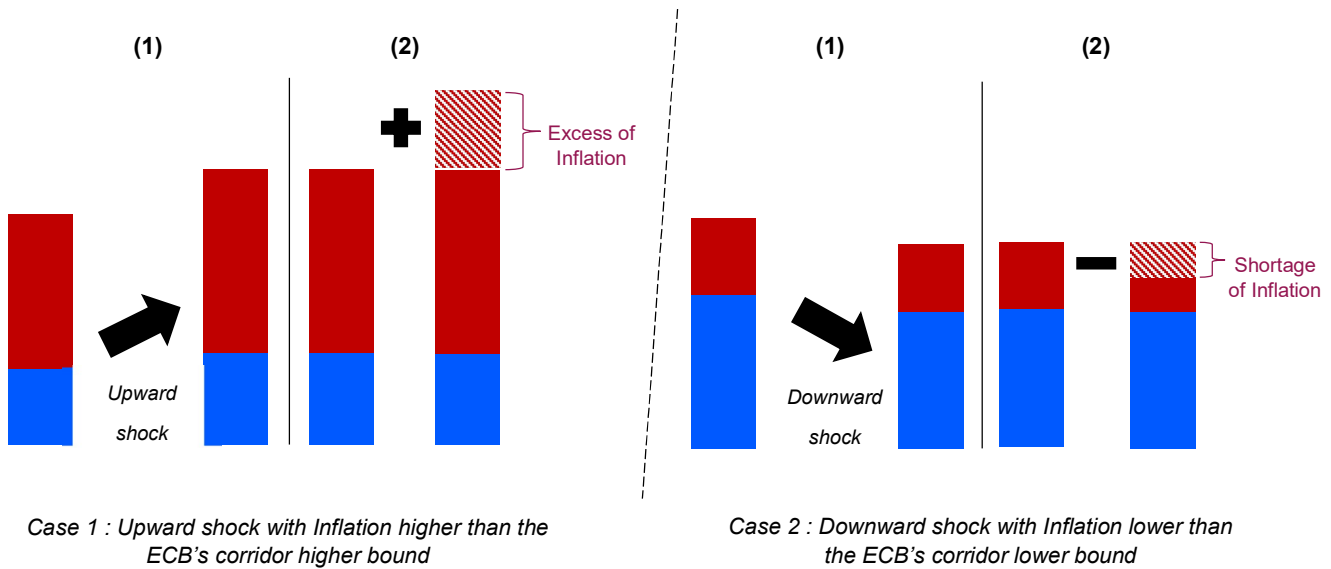 (1)
(2)
Excess of
Inflation
Upward
shock
Case 1 : Upward shock with Inflation higher than the
ECB's corridor higher bound
(1)
(2)
Shortage
of Inflation
Downward
shock
Case 2 : Downward shock with Inflation lower than
the ECB's corridor lower bound